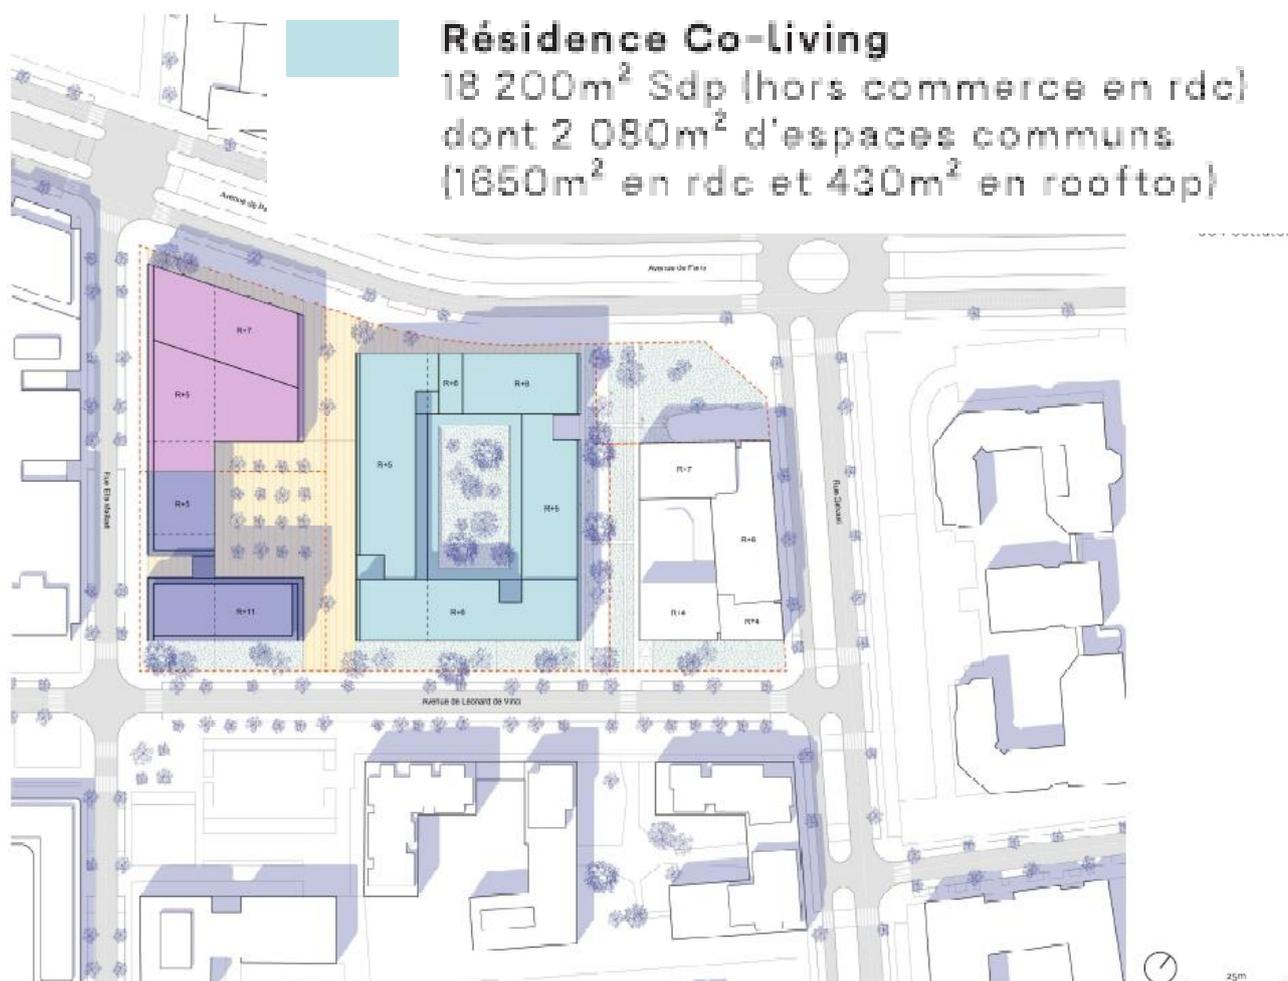 Résidence Co-living
18 200m² Sdp (hors commerce en rdc)
dont 2 080m² d'espaces communs
(1650m² en rdc et 430m² en rooftop)
Avenue de
Avenue de Paris
R+7
R+5
R+6
R+8
R+5
R+5
R+7
R+5
R+8
R+11
R+6
R+4
R+4
Avenue de Léonard de Vinci
25m